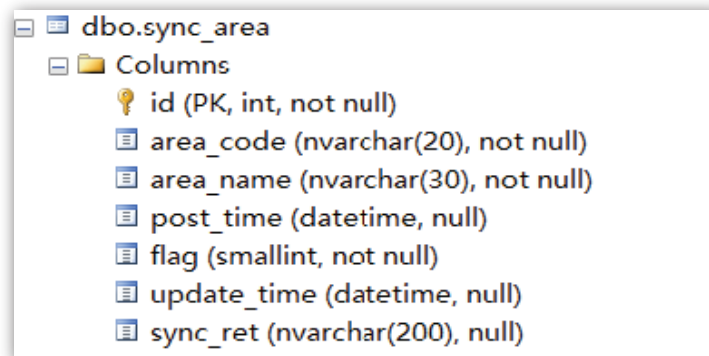 dbo.sync_area
Columns
id (PK, int, not null)
area_code (nvarchar(20), not null)
area_name (nvarchar(30), not null)
post_time (datetime, null)
flag (smallint, not null)
update_time (datetime, null)
sync_ret (nvarchar(200), null)